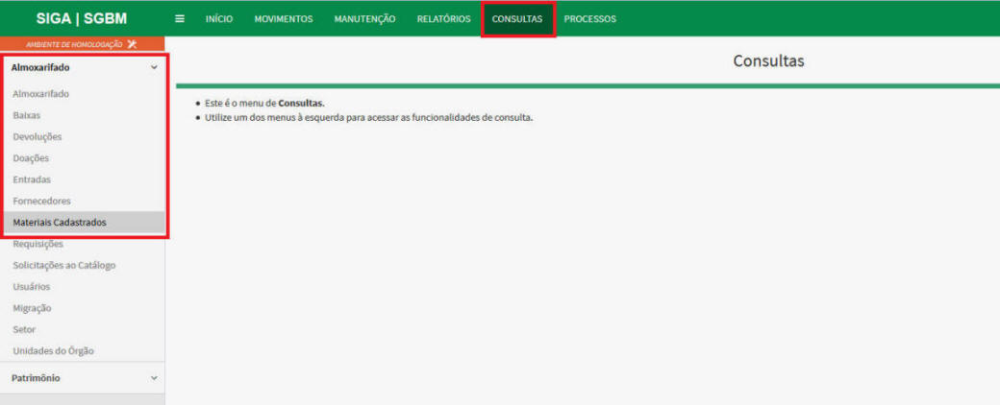 SIGA | SGBM
INÍCIO MOVIMENTOS MANUTENÇÃO RELATÓRIOS CONSULTAS PROCESSOS
AMBIENTE DE HOMOLOGAÇÃO
Almoxarifado
Almoxarifado
Baixas
Devoluções
Doações
Entradas
Fornecedores
Materiais Cadastrados
Requisições
Solicitações ao Catálogo
Usuários
Migração
Setor
Unidades do Órgão
Patrimônio
Consultas
Este é o menu de Consultas.
Utilize um dos menus à esquerda para acessar as funcionalidades de consulta.